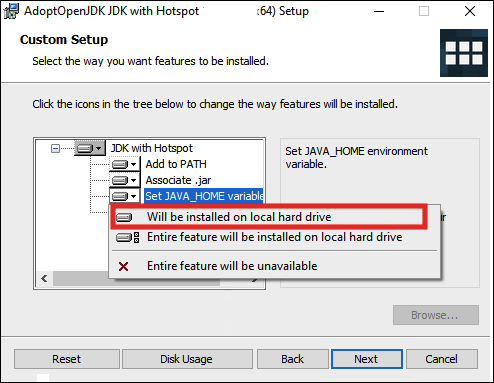 AdoptOpenJDK JDK with Hotspot :64) Setup
Custom Setup
Select the way you want features to be installed.
Click the icons in the tree below to change the way features will be installed.
JDK with Hotspot
Add to PATH
Associate .jar
Set JAVA_HOME variable
Set JAVA_HOME environment
variable.
Will be installed on local hard drive
Entire feature will be installed on local hard drive
Entire feature will be unavailable
Browse...
Reset
Disk Usage
Back
Next
Cancel